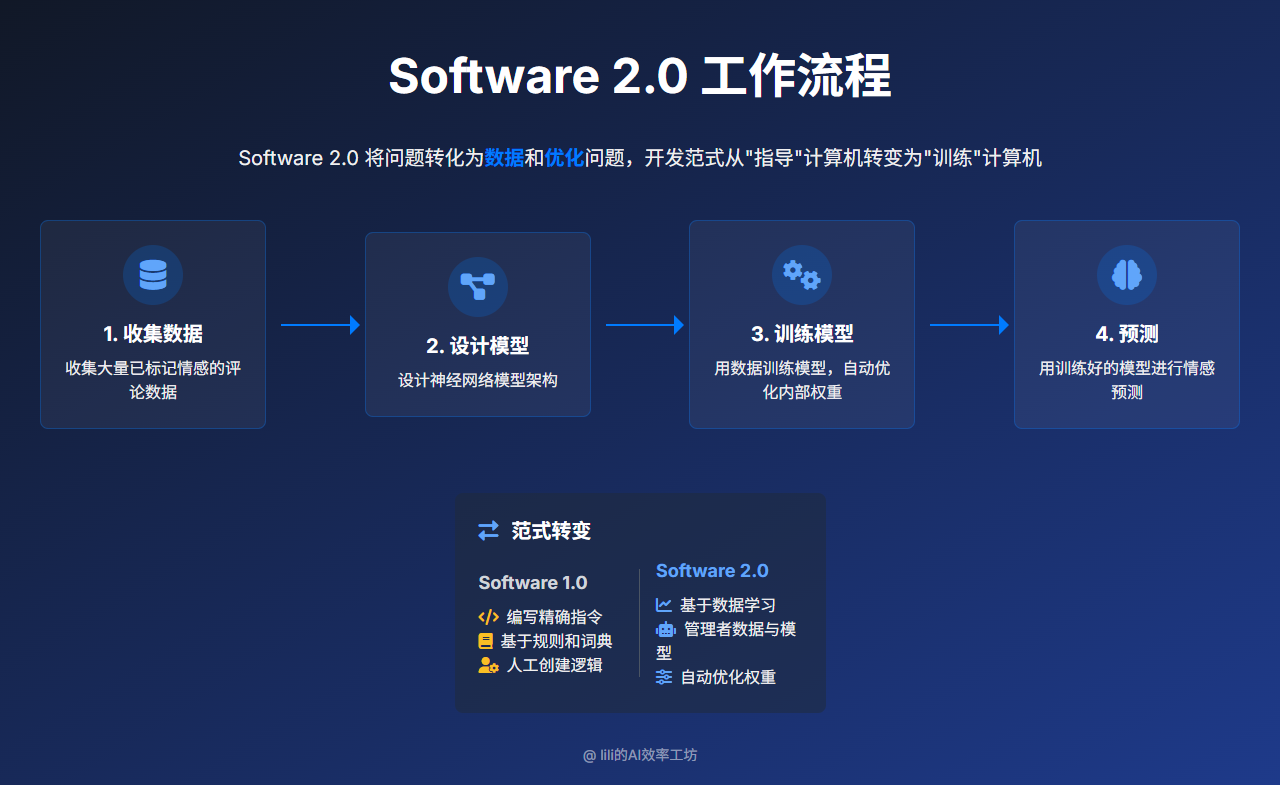 Software 2.0 工作流程
Software 2.0 将问题转化为数据和优化问题，开发范式从"指导"计算机转变为"训练"计算机
1. 收集数据
收集大量已标记情感的评
论数据
2. 设计模型
设计神经网络模型架构
3. 训练模型
用数据训练模型，自动优
化内部权重
4. 预测
用训练好的模型进行情感
预测
范式转变
Software 1.0
编写精确指令
基于规则和词典
人工创建逻辑
Software 2.0
基于数据学习
管理者数据与模
型
自动优化权重
@ lili的AI效率工坊